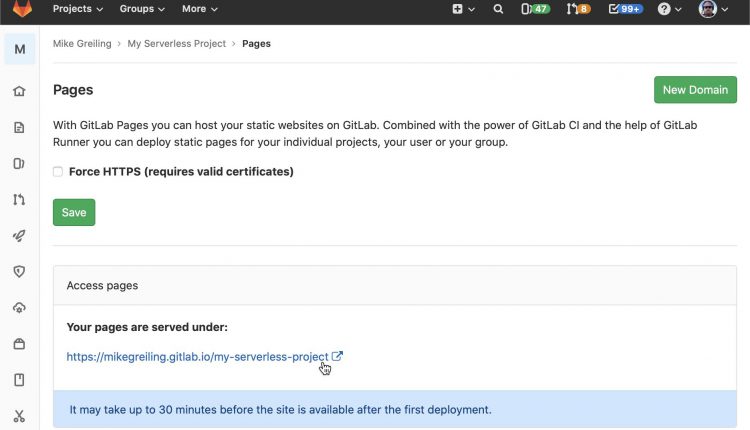 Projects Groups More 47 8 99+
M
Mike Greiling > My Serverless Project > Pages
Pages
New Domain
With GitLab Pages you can host your static websites on GitLab. Combined with the power of GitLab CI and the help of GitLab
Runner you can deploy static pages for your individual projects, your user or your group.
Force HTTPS (requires valid certificates)
Save
Access pages
Your pages are served under:
https://mikegreiling.gitlab.io/my-serverless-project
It may take up to 30 minutes before the site is available after the first deployment.